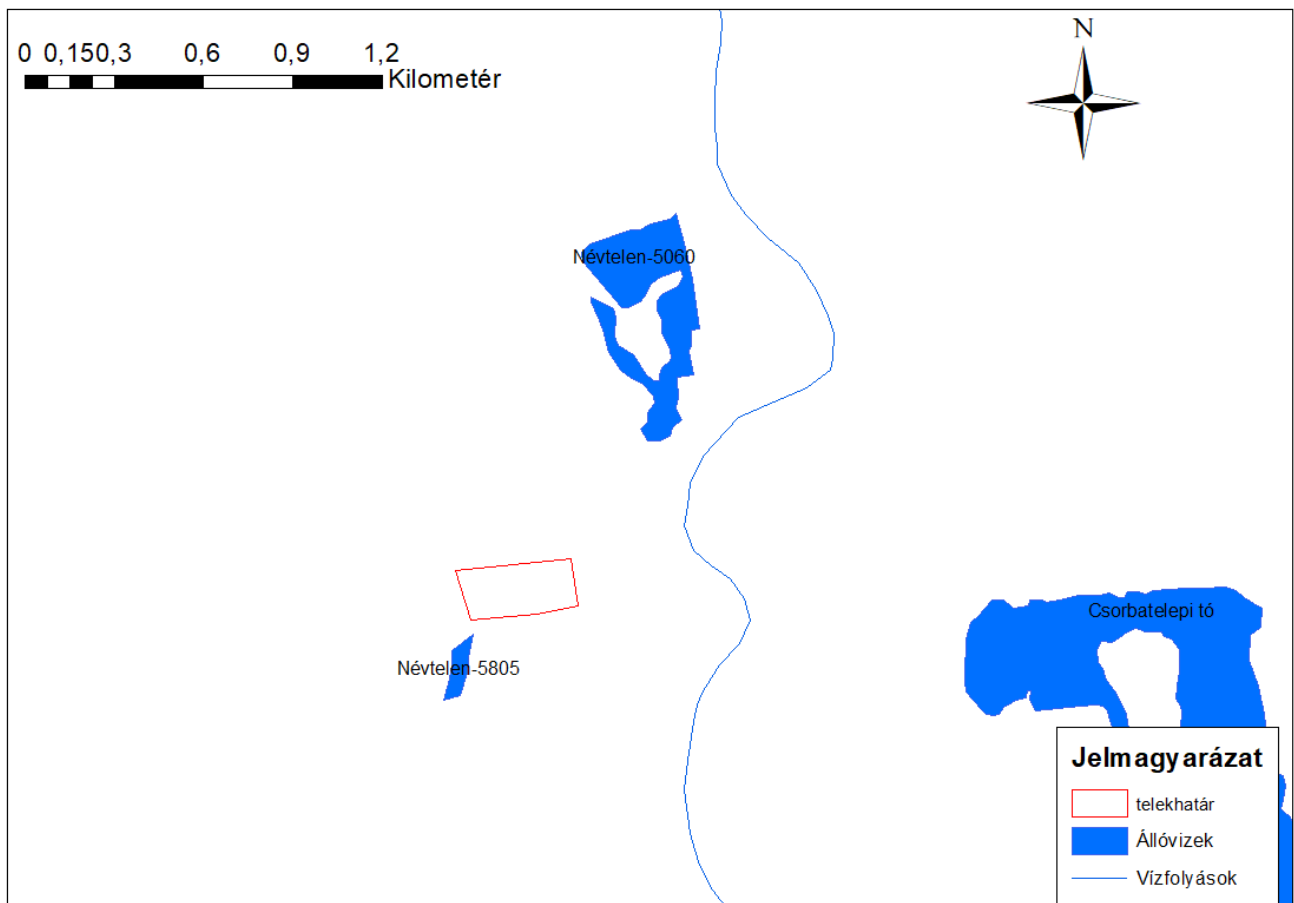 0 0,150,3 0,6 0,9 1,2
Kilometér
N
Névtelen-5060
Csorbatelepi tó
Névtelen-5805
Jelmagyarázat
telekhatár
Állóvizek
Vízfolyások